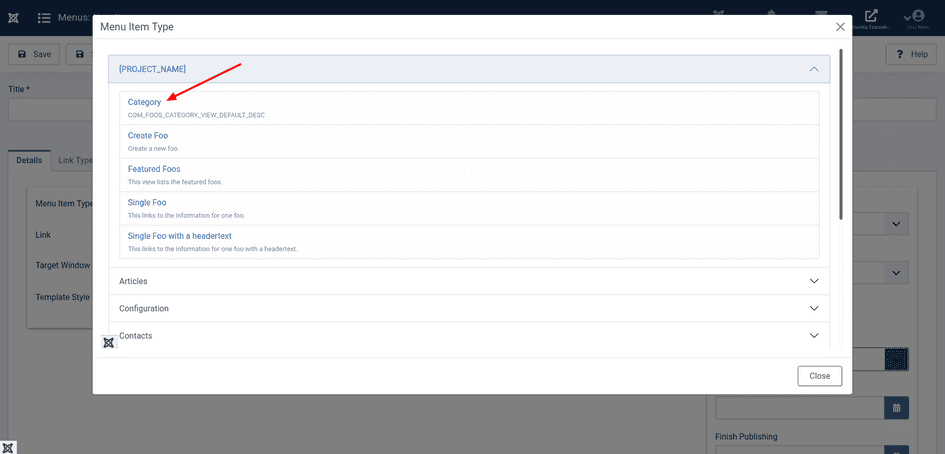 Menus:
Menu Item Type
Save
Help
[PROJECT_NAME]
Title *
Category
COM_FOOS_CATEGORY_VIEW_DEFAULT_DESC
Create Foo
Create a new foo.
Details
Link Type
Featured Foos
This view lists the featured foos.
Menu Item Type
Single Foo
This links to the information for one foo.
Link
Single Foo with a headertext
This links to the information for one foo with a headertext.
Target Window
Articles
Template Style
Configuration
Contacts
Close
Finish Publishing